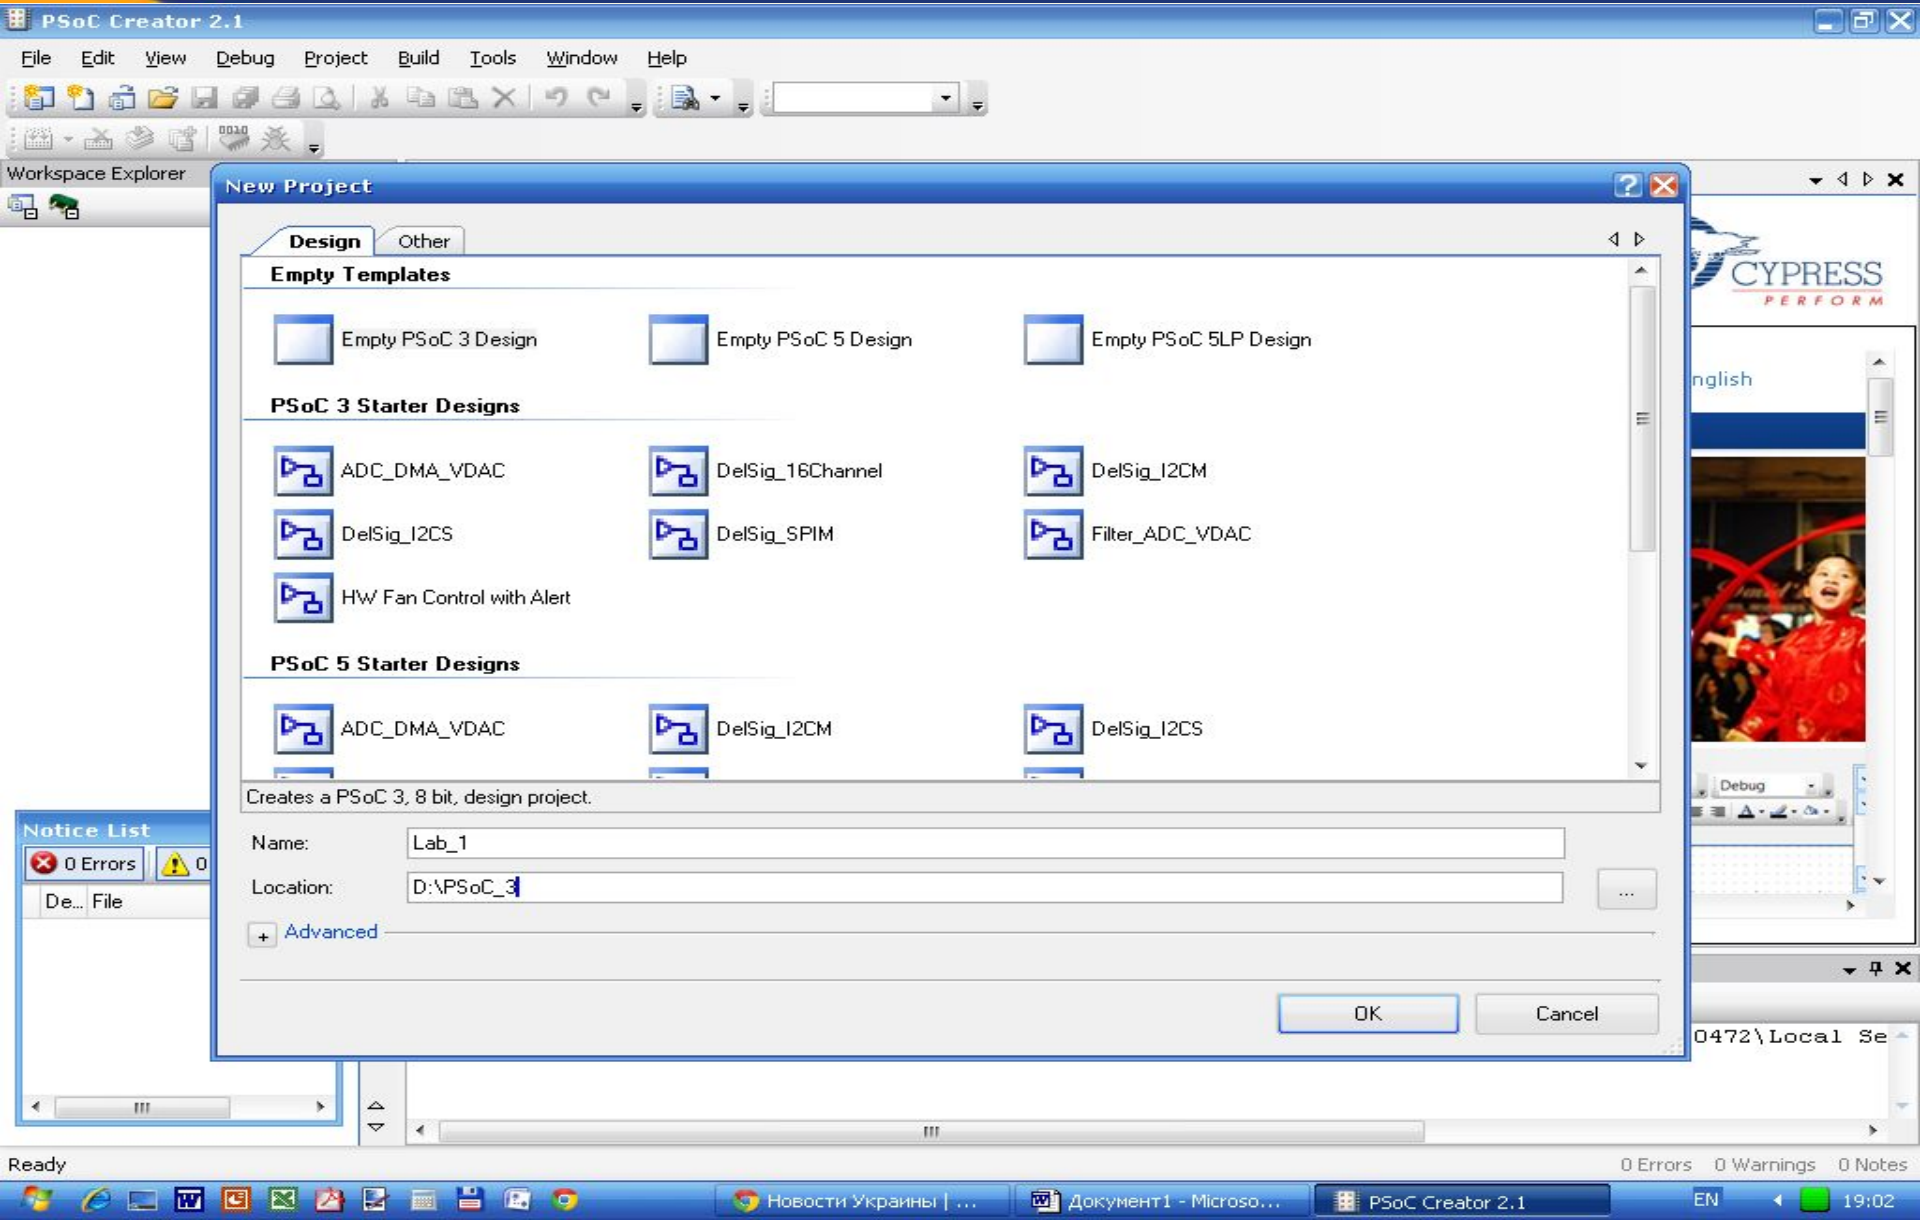 PSoC Creator 2.1
File Edit View Debug Project Build Tools Window Help
Workspace Explorer
New Project
Design Other
Empty Templates
Empty PSoC 3 Design Empty PSoC 5 Design Empty PSoC 5LP Design
PSoC 3 Starter Designs
ADC_DMA_VDAC DelSig_16Channel DelSig_I2CM
DelSig_I2CS DelSig_SPIM Filter_ADC_VDAC
HW Fan Control with Alert
PSoC 5 Starter Designs
ADC_DMA_VDAC DelSig_I2CM DelSig_I2CS
Creates a PSoC 3, 8 bit, design project.
Name: Lab_1
Location: D:\PSoC_3
...
+ Advanced
OK Cancel
CYPRESS
PERFORM
nglish
Debug
Notice List
0 Errors 0
De... File
0472\Local Se
Ready
0 Errors 0 Warnings 0 Notes
Новости Украины | ... Документ1 - Microso... PSoC Creator 2.1 EN 19:02